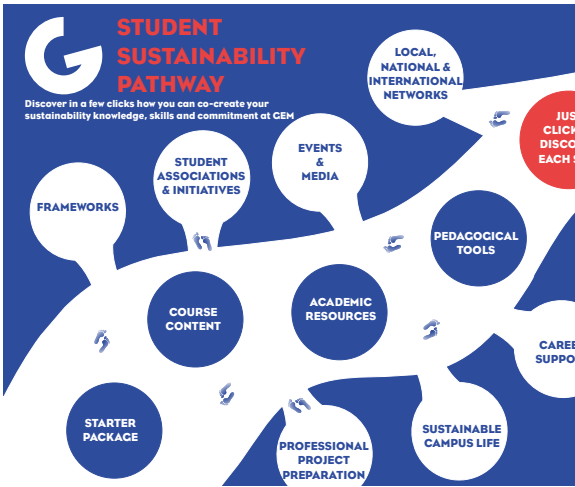 STUDENT
SUSTAINABILITY
PATHWAY
Discover in a few clicks how you can co-create your
sustainability knowledge, skills and commitment at GEM
LOCAL,
NATIONAL &
INTERNATIONAL
NETWORKS
EVENTS
&
MEDIA
STUDENT
ASSOCIATIONS
& INITIATIVES
FRAMEWORKS
PEDAGOGICAL
TOOLS
ACADEMIC
RESOURCES
COURSE
CONTENT
STARTER
PACKAGE
PROFESSIONAL
PROJECT
PREPARATION
SUSTAINABLE
CAMPUS LIFE
EACH